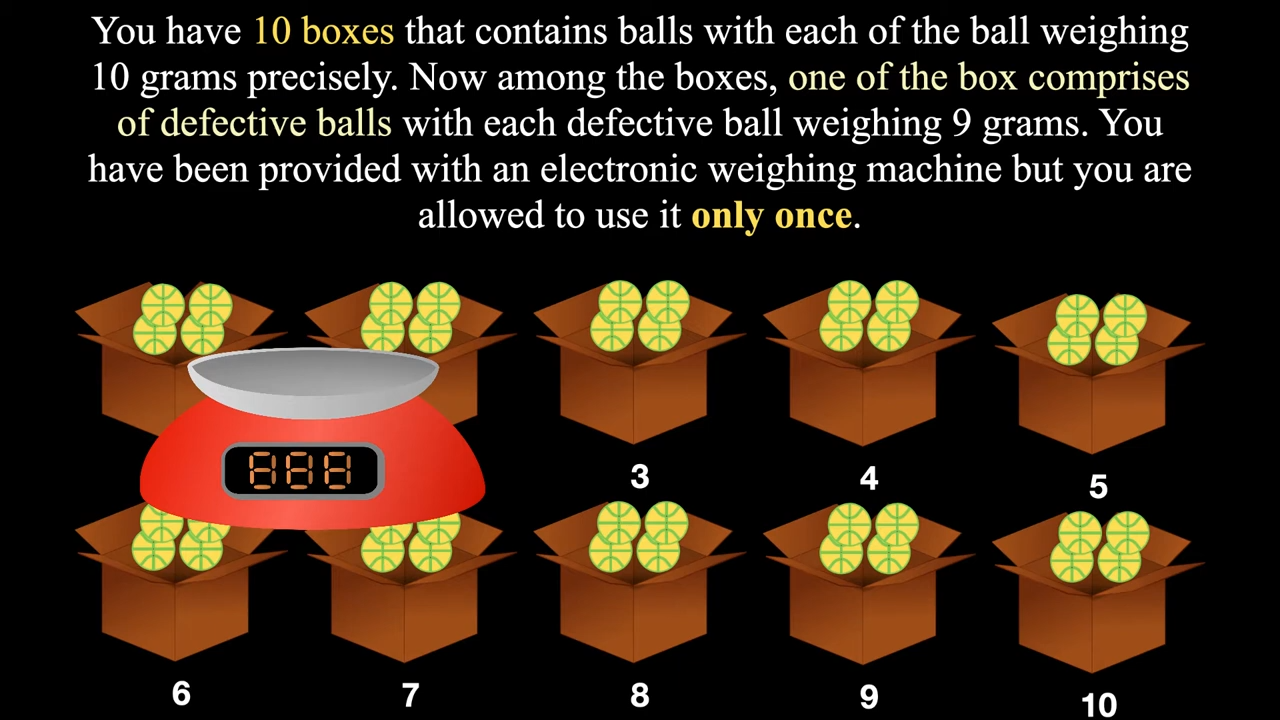 You have 10 boxes that contains balls with each of the ball weighing
10 grams precisely. Now among the boxes, one of the box comprises
of defective balls with each defective ball weighing 9 grams. You
have been provided with an electronic weighing machine but you are
allowed to use it only once.
888
3
4
5
6
7
8
9
10